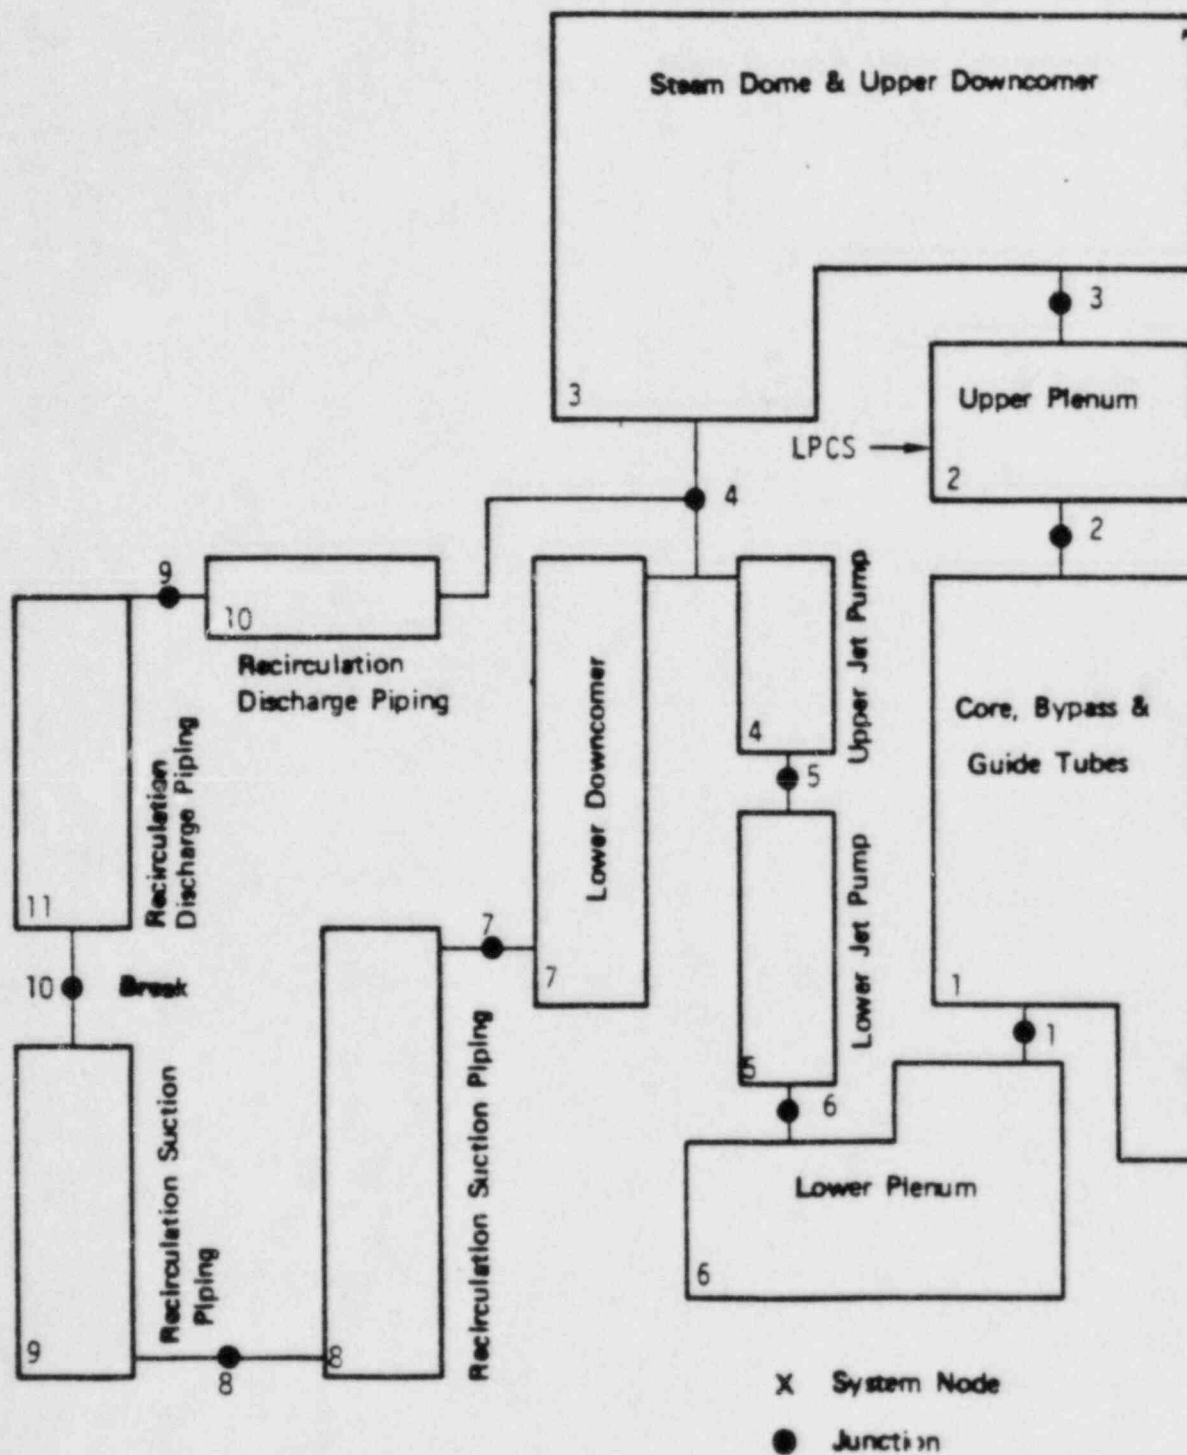 Steam Dome & Upper Downcomer
3
3
Upper Plenum
LPCS
2
4
2
9
10
Recirculation
Discharge Piping
Lower Downcomer
4
Upper Jet Pump
Core, Bypass &
Guide Tubes
5
Recirculation
Discharge Piping
11
7
7
Lower Jet Pump
10
Break
1
1
5
6
Recirculation Suction Piping
Recirculation Suction
Piping
Lower Plenum
6
9
8
8
X System Node
● Junction